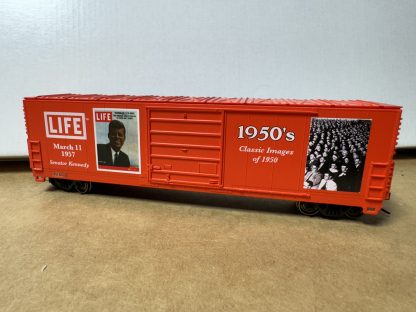 LIFE
March 11
1957
Senator Kennedy
LIFE
1950's
Classic Images
of 1950